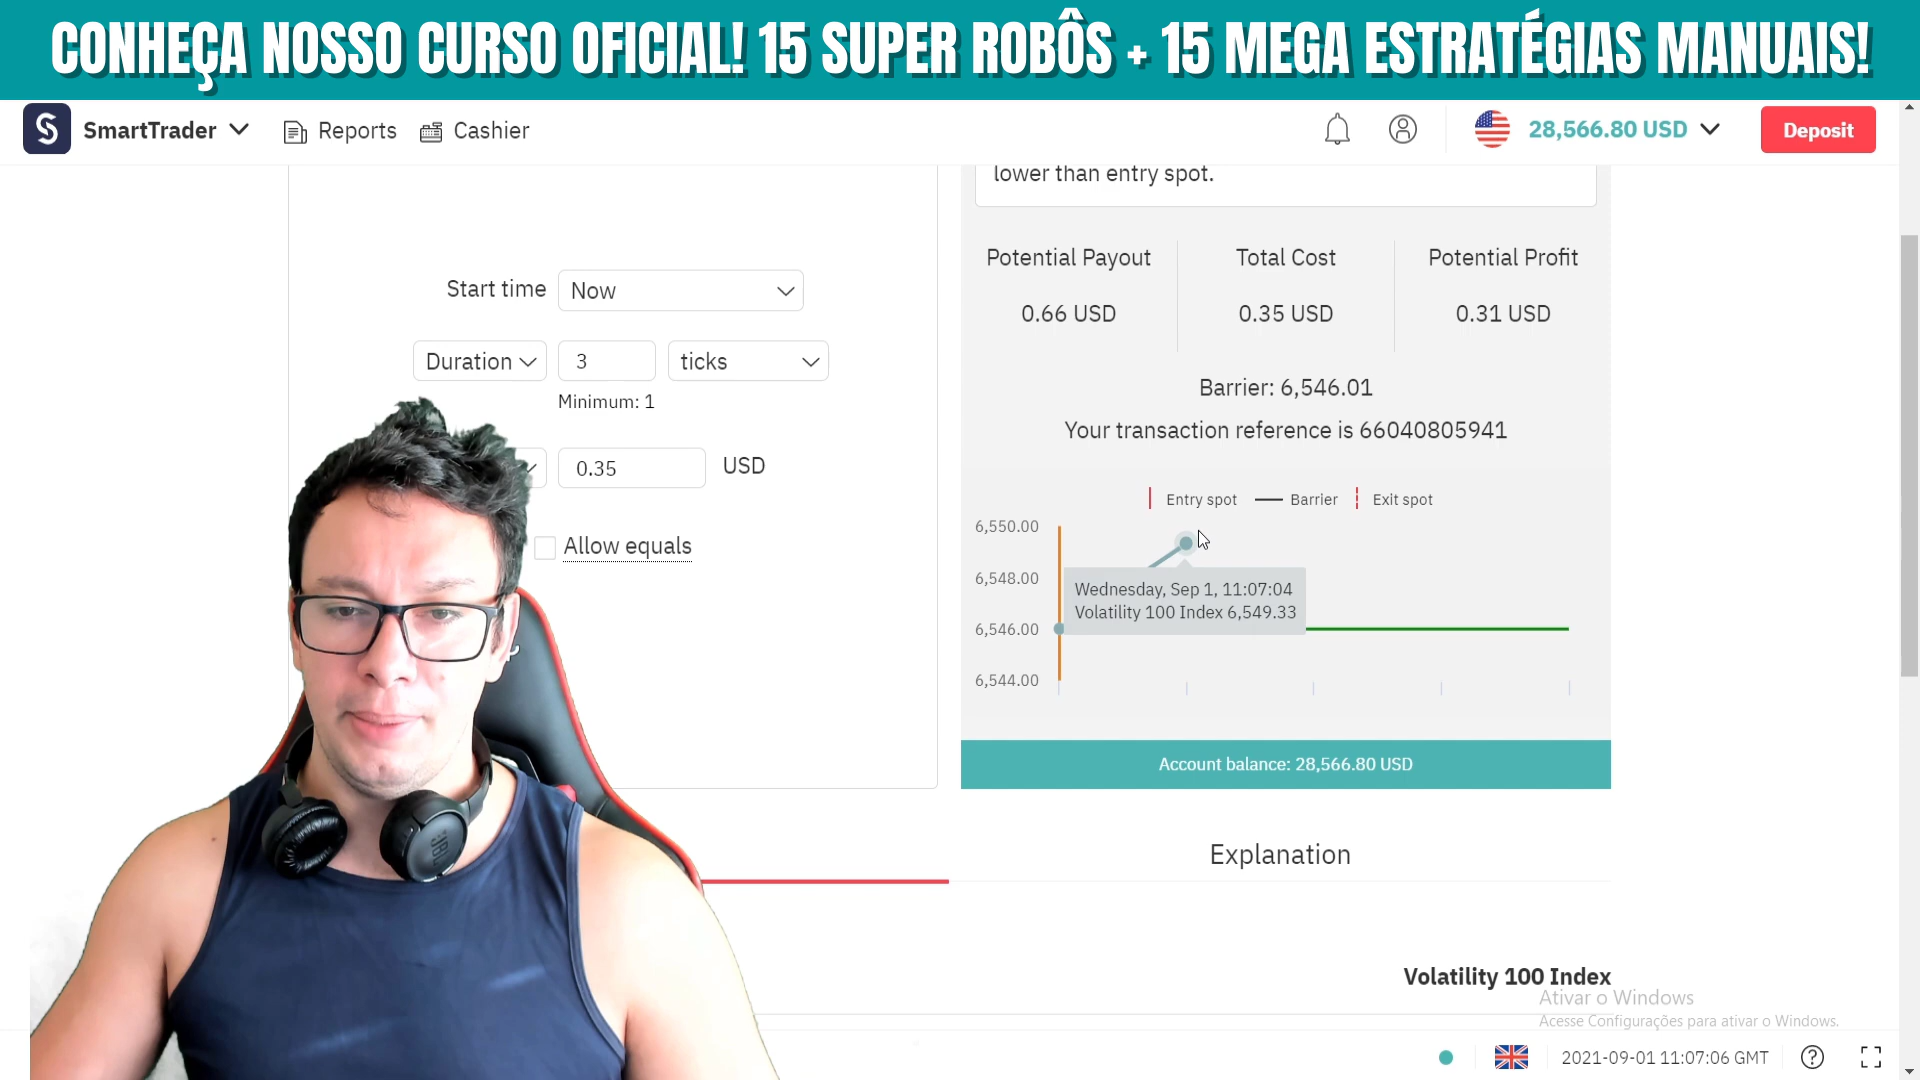 CONHEÇA NOSSO CURSO OFICIAL! 15 SUPER ROBÔS + 15 MEGA ESTRATÉGIAS MANUAIS!
SmartTrader
Reports
Cashier
28,566.80 USD
Deposit
lower than entry spot.
Potential Payout
Total Cost
Potential Profit
0.66 USD
0.35 USD
0.31 USD
Barrier: 6,546.01
Your transaction reference is 66040805941
Start time
Now
Duration
3
ticks
Minimum: 1
0.35
USD
Allow equals
Entry spot
Barrier
Exit spot
6,550.00
6,548.00
6,546.00
6,544.00
Wednesday, Sep 1, 11:07:04
Volatility 100 Index 6,549.33
Account balance: 28,566.80 USD
Explanation
Volatility 100 Index
Ativar o Windows
Acesse Configurações para ativar o Windows.
2021-09-01 11:07:06 GMT
JBL